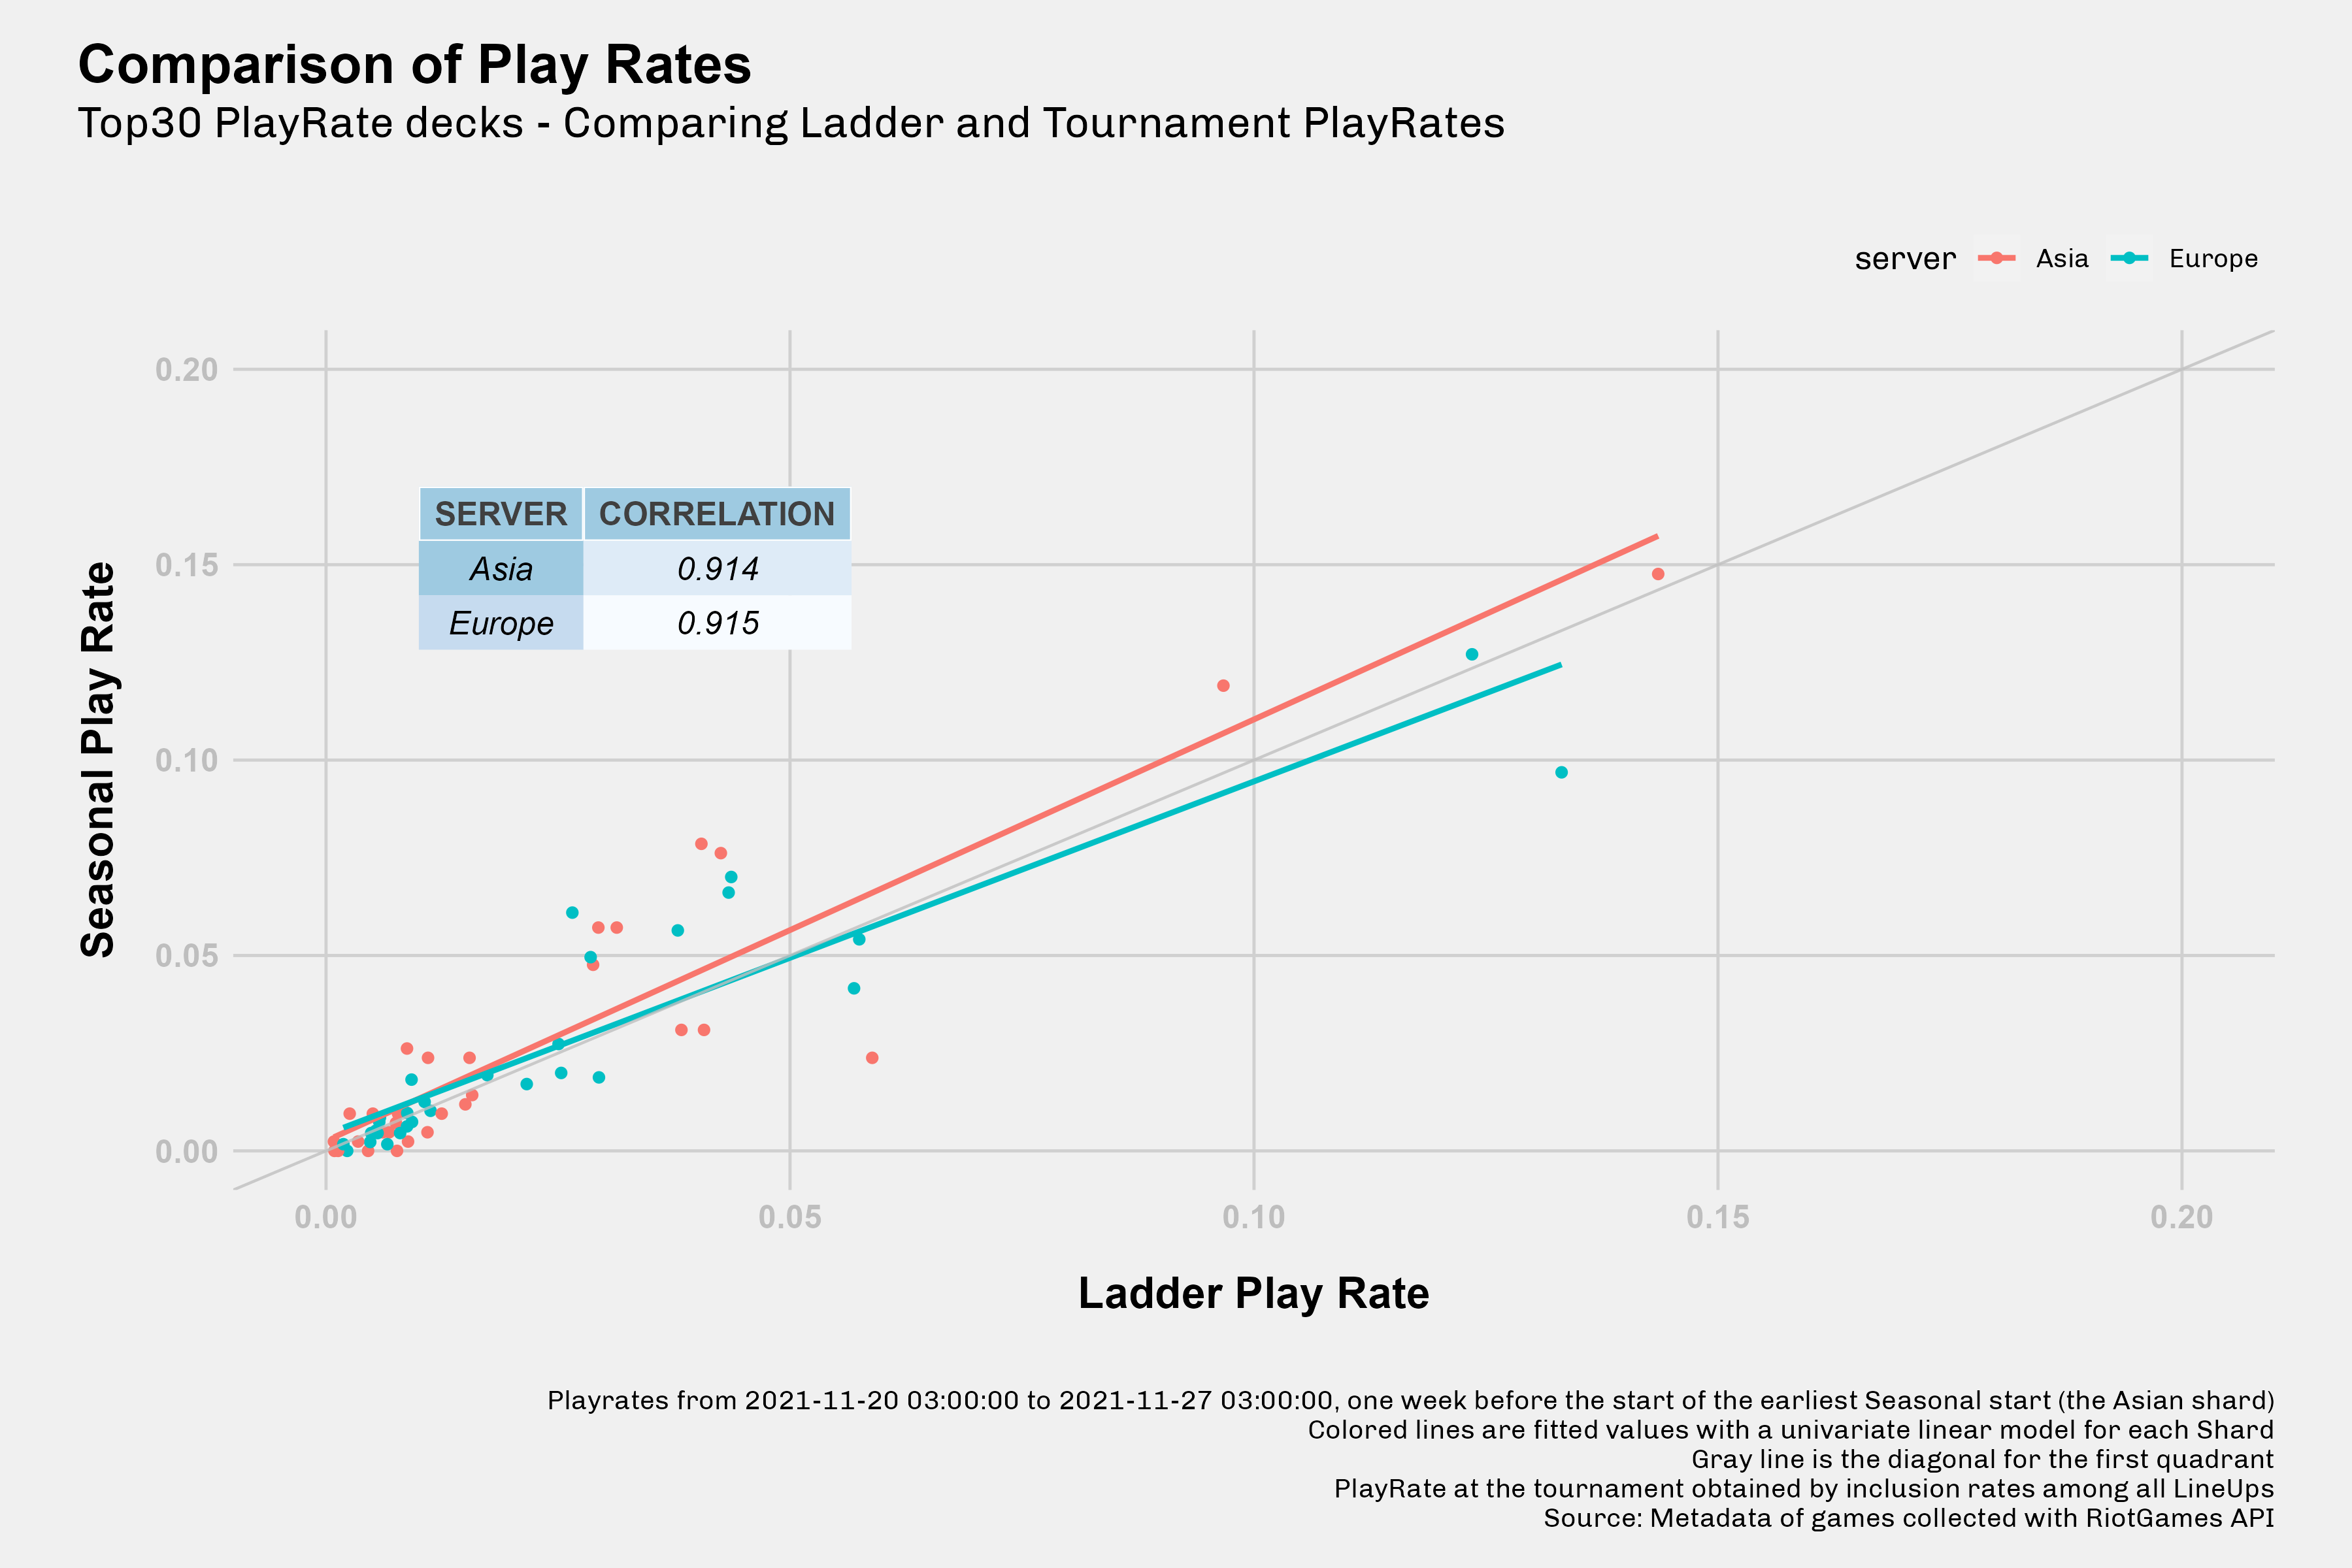 Comparison of Play Rates
Top30 PlayRate decks - Comparing Ladder and Tournament PlayRates
server Asia Europe
0.20
0.15
0.10
0.05
0.00
Seasonal Play Rate
SERVER CORRELATION
Asia 0.914
Europe 0.915
0.00 0.05 0.10 0.15 0.20
Ladder Play Rate
Playrates from 2021-11-20 03:00:00 to 2021-11-27 03:00:00, one week before the start of the earliest Seasonal start (the Asian shard)
Colored lines are fitted values with a univariate linear model for each Shard
Gray line is the diagonal for the first quadrant
PlayRate at the tournament obtained by inclusion rates among all LineUps
Source: Metadata of games collected with RiotGames API